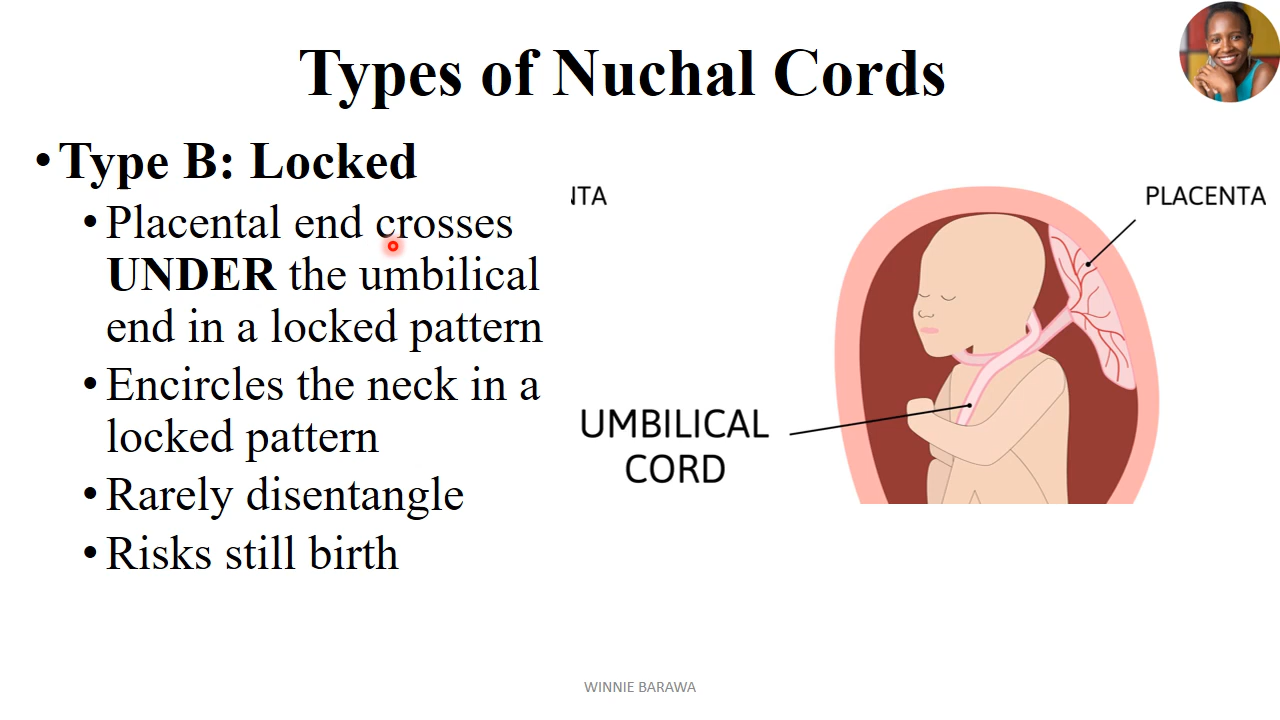 Types of Nuchal Cords
• Type B: Locked
• Placental end crosses
UNDER the umbilical
end in a locked pattern
• Encircles the neck in a
locked pattern
• Rarely disentangle
• Risks still birth
NTA
PLACENTA
UMBILICAL
CORD
WINNIE BARAWA